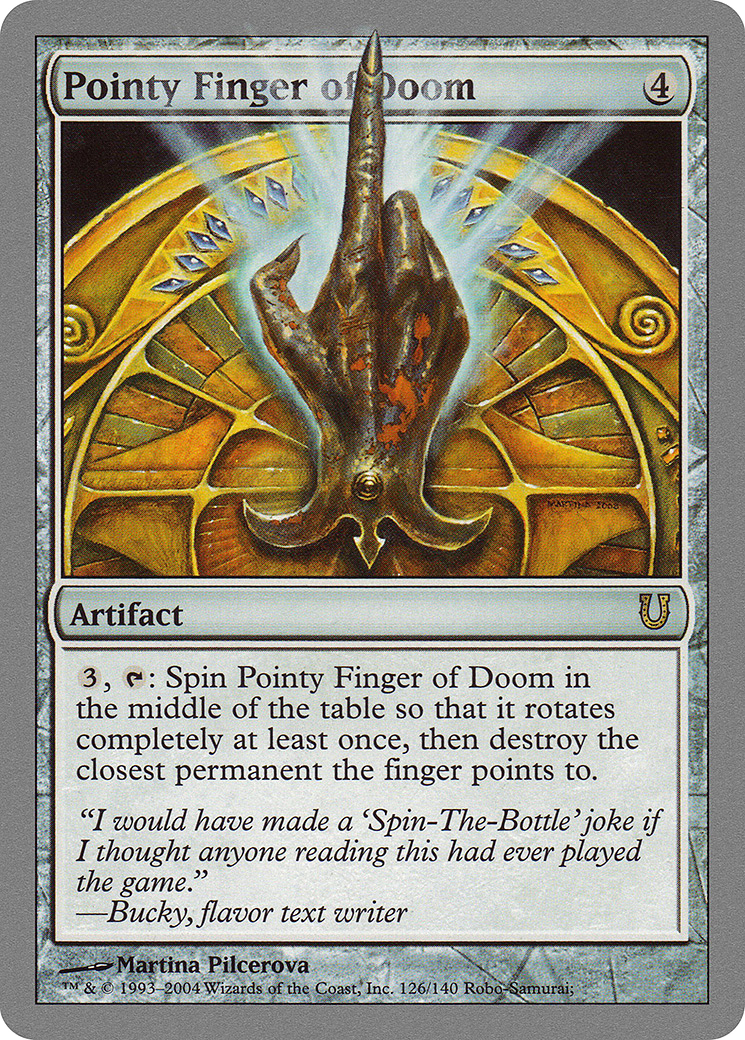 Pointy Finger of Doom 4
Artifact
3, : Spin Pointy Finger of Doom in
the middle of the table so that it rotates
completely at least once, then destroy the
closest permanent the finger points to.
“I would have made a ‘Spin-The-Bottle’ joke if
I thought anyone reading this had ever played
the game.”
—Bucky, flavor text writer
Martina Pilcerova
™ & © 1993–2004 Wizards of the Coast, Inc. 126/140 Robo-Samurai;